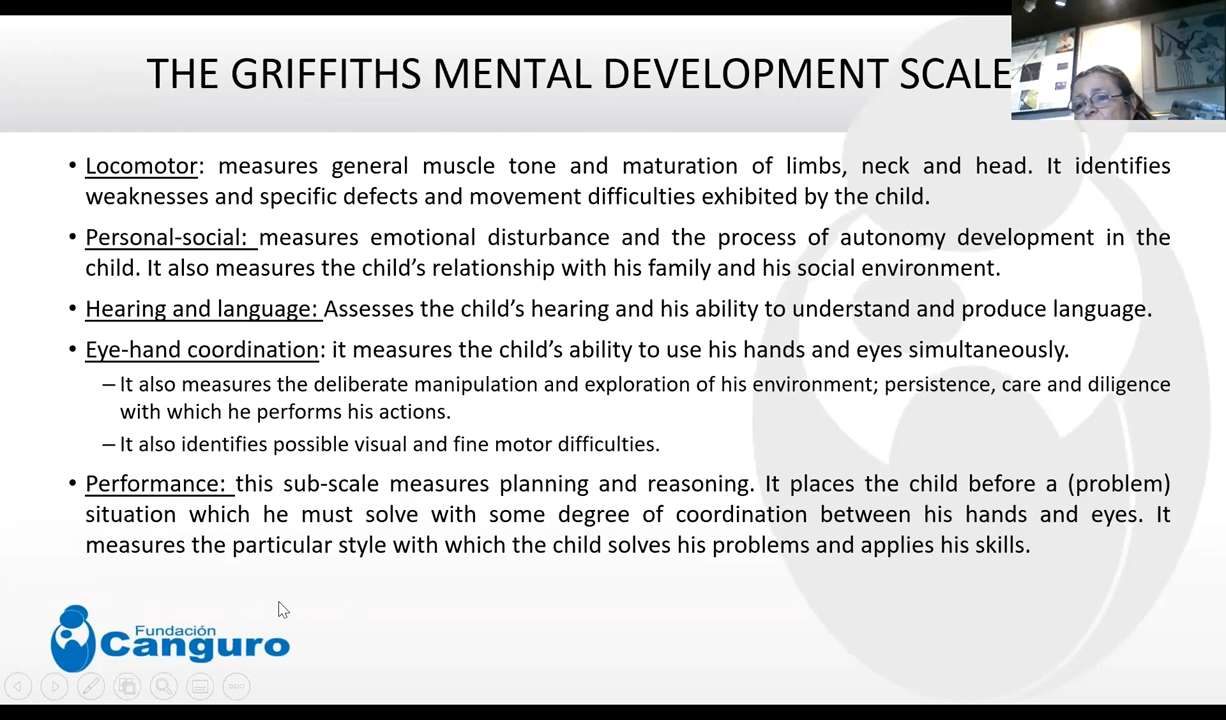 THE GRIFFITHS MENTAL DEVELOPMENT SCALE
• Locomotor: measures general muscle tone and maturation of limbs, neck and head. It identifies
weaknesses and specific defects and movement difficulties exhibited by the child.
• Personal-social: measures emotional disturbance and the process of autonomy development in the
child. It also measures the child’s relationship with his family and his social environment.
• Hearing and language: Assesses the child’s hearing and his ability to understand and produce language.
• Eye-hand coordination: it measures the child’s ability to use his hands and eyes simultaneously.
– It also measures the deliberate manipulation and exploration of his environment; persistence, care and diligence
with which he performs his actions.
– It also identifies possible visual and fine motor difficulties.
• Performance: this sub-scale measures planning and reasoning. It places the child before a (problem)
situation which he must solve with some degree of coordination between his hands and eyes. It
measures the particular style with which the child solves his problems and applies his skills.
Fundación
Canguro